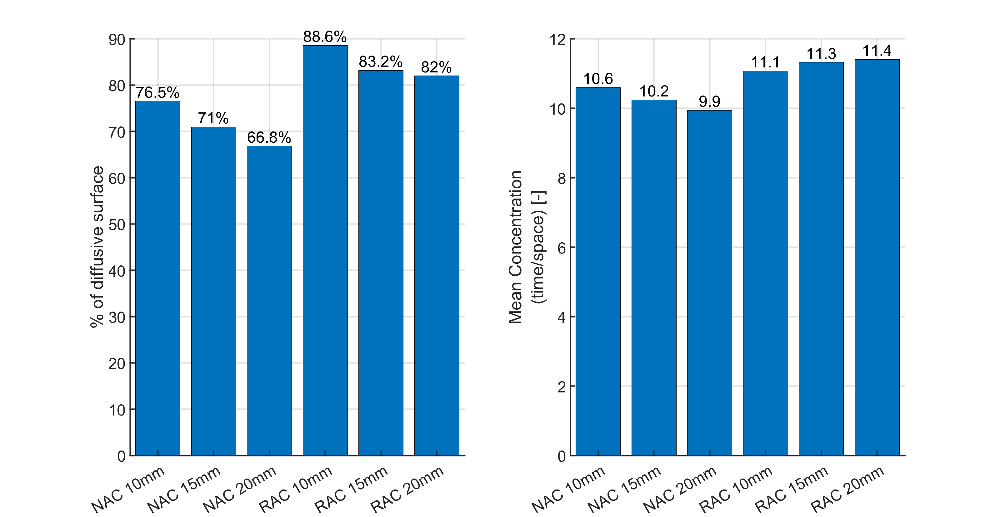 % of diffusive surface
90
80
70
60
50
40
30
20
10
0
76.5%
71%
66.8%
88.6%
83.2%
82%
NAC 10mm
NAC 15mm
NAC 20mm
RAC 10mm
RAC 15mm
RAC 20mm
Mean Concentration
(time/space) [-]
12
10
8
6
4
2
0
10.6
10.2
9.9
11.1
11.3
11.4
NAC 10mm
NAC 15mm
NAC 20mm
RAC 10mm
RAC 15mm
RAC 20mm